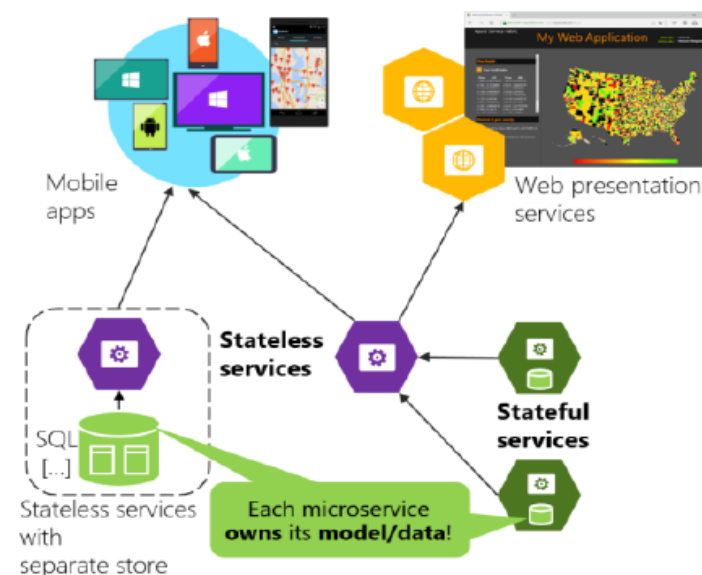 My Web Application
Mobile
apps
Web presentation
services
Stateless
services
Stateful
services
SQL
[...]
Each microservice
owns its model/data!
Stateless services
with
separate store